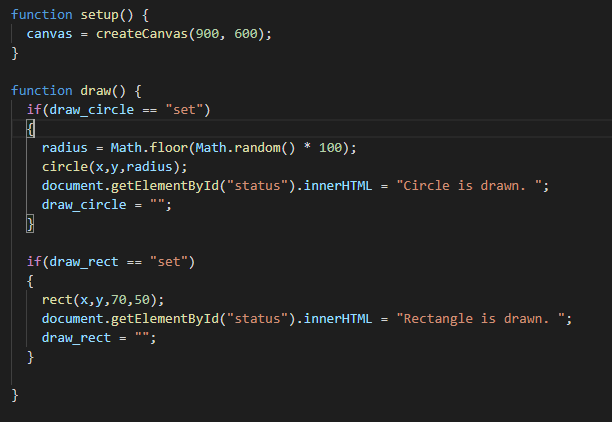 function setup() {
  canvas = createCanvas(900, 600);
}

function draw() {
  if(draw_circle == "set")
  {
    radius = Math.floor(Math.random() * 100);
    circle(x,y,radius);
    document.getElementById("status").innerHTML = "Circle is drawn. ";
    draw_circle = "";
  }

  if(draw_rect == "set")
  {
    rect(x,y,70,50);
    document.getElementById("status").innerHTML = "Rectangle is drawn. ";
    draw_rect = "";
  }

}